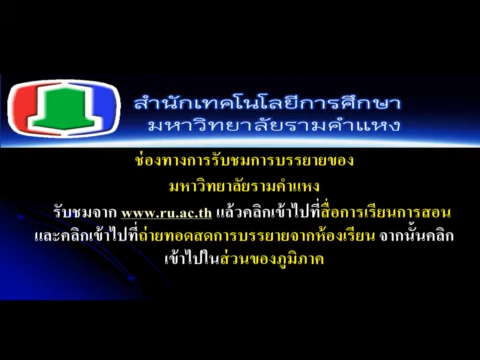 สำนักเทคโนโลยีการศึกษา
มหาวิทยาลัยรามคำแหง
ช่องทางการรับชมการบรรยายของ
มหาวิทยาลัยรามคำแหง
รับชมจาก www.ru.ac.th แล้วคลิกเข้าไปที่สื่อการเรียนการสอน
และคลิกเข้าไปที่ถ่ายทอดสดการบรรยายจากห้องเรียน จากนั้นคลิก
เข้าไปในส่วนของภูมิภาค